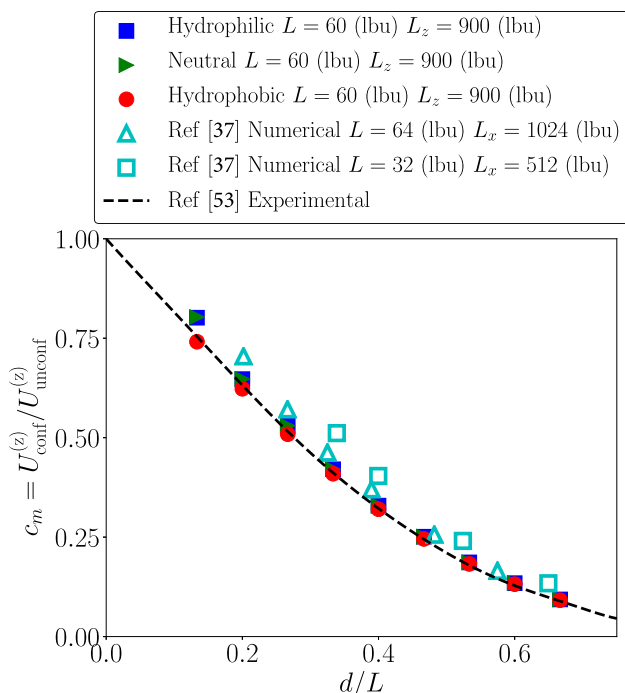 Hydrophilic L = 60 (lbu) L_z = 900 (lbu)
Neutral L = 60 (lbu) L_z = 900 (lbu)
Hydrophobic L = 60 (lbu) L_z = 900 (lbu)
Ref [37] Numerical L = 64 (lbu) L_x = 1024 (lbu)
Ref [37] Numerical L = 32 (lbu) L_x = 512 (lbu)
Ref [53] Experimental
1.00
0.75
0.50
0.25
0.00
c_m = U_conf^(z)/U_unconf^(z)
0.0 0.2 0.4 0.6
d/L